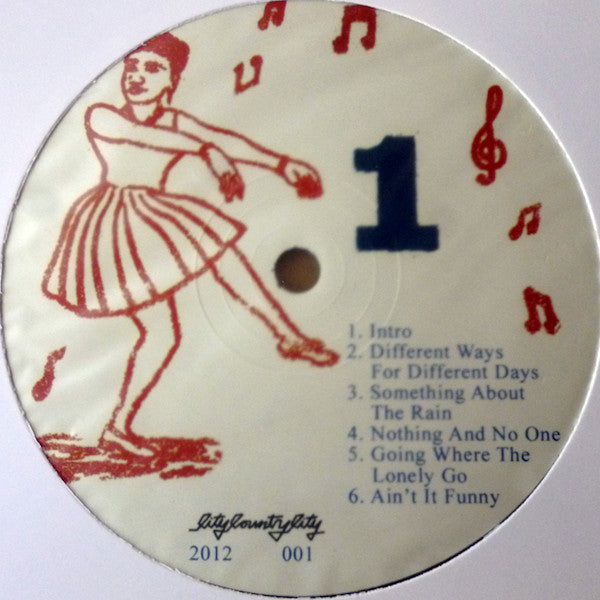 1
1. Intro
2. Different Ways
For Different Days
3. Something About
The Rain
4. Nothing And No One
5. Going Where The
Lonely Go
6. Ain't It Funny
citycountrycity
2012 001